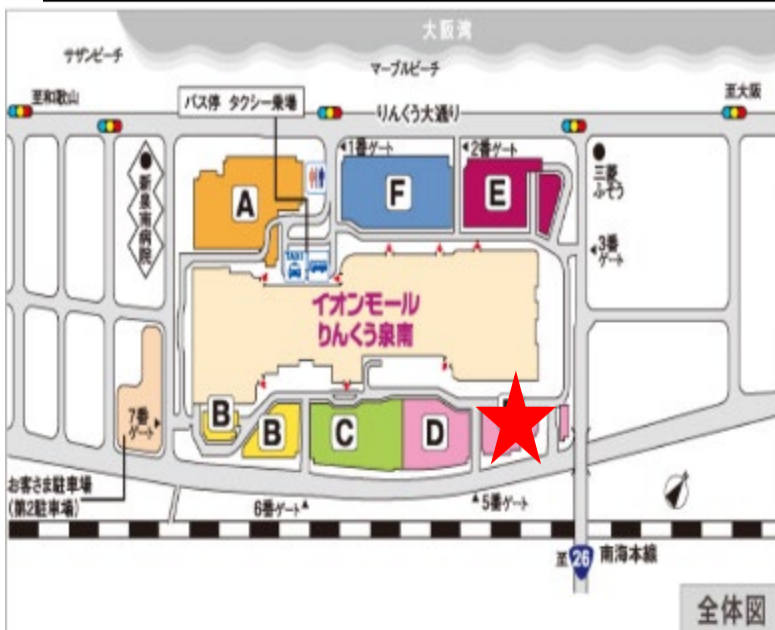 大阪湾
サザンビーチ
マーブルビーチ
至和歌山
バス停 タクシー乗場
りんくう大通り
至大阪
1番ゲート
2番ゲート
新泉南病院
A
F
E
三菱
ふそう
3番
ゲート
TAXI
イオンモール
りんくう泉南
7番
ゲート
B
B
C
D
お客さま駐車場
(第2駐車場)
6番ゲート
5番ゲート
至26
南海本線
全体図